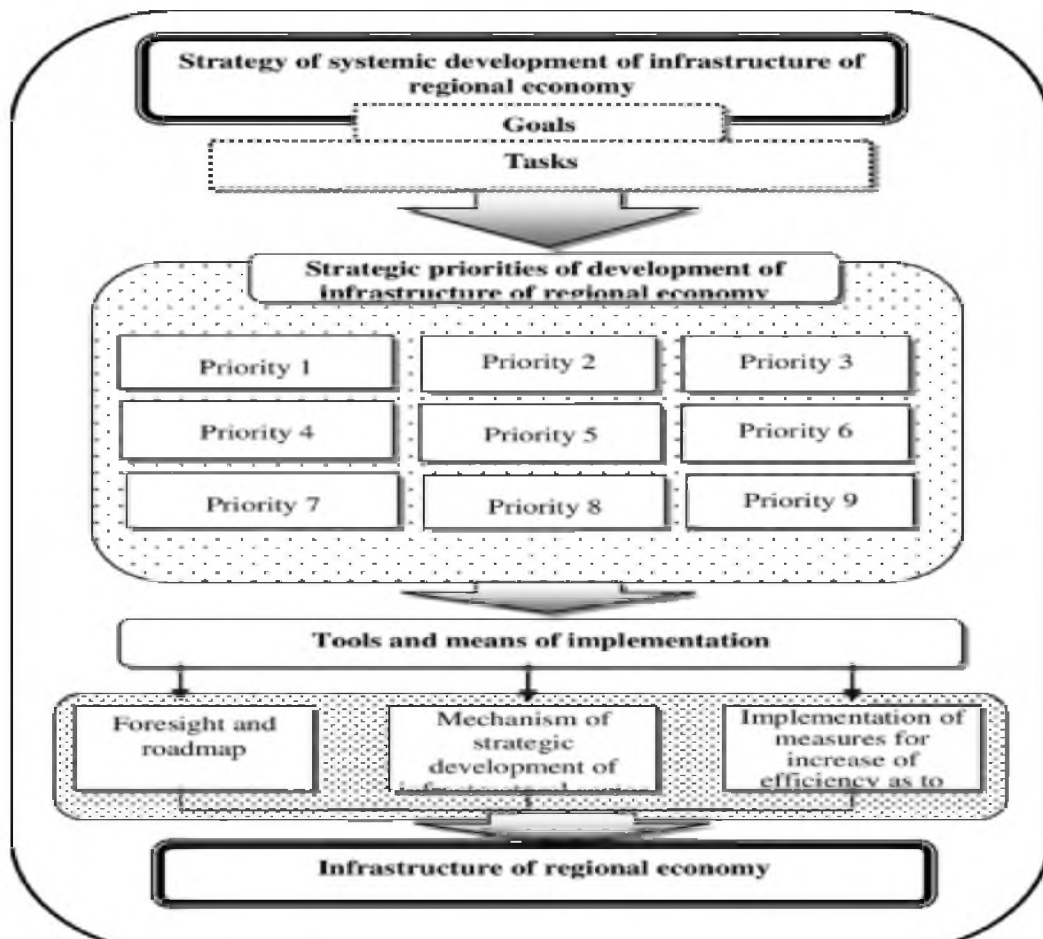 Strategy of systemic development of infrastructure of
regional economy
Goals
Tasks
Strategic priorities of development of
infrastructure of regional economy
Priority 1
Priority 2
Priority 3
Priority 4
Priority 5
Priority 6
Priority 7
Priority 8
Priority 9
Tools and means of implementation
Foresight and
roadmap
Mechanism of
strategic
development of
Implementation of
measures for
increase of
efficiency as to
Infrastructure of regional economy